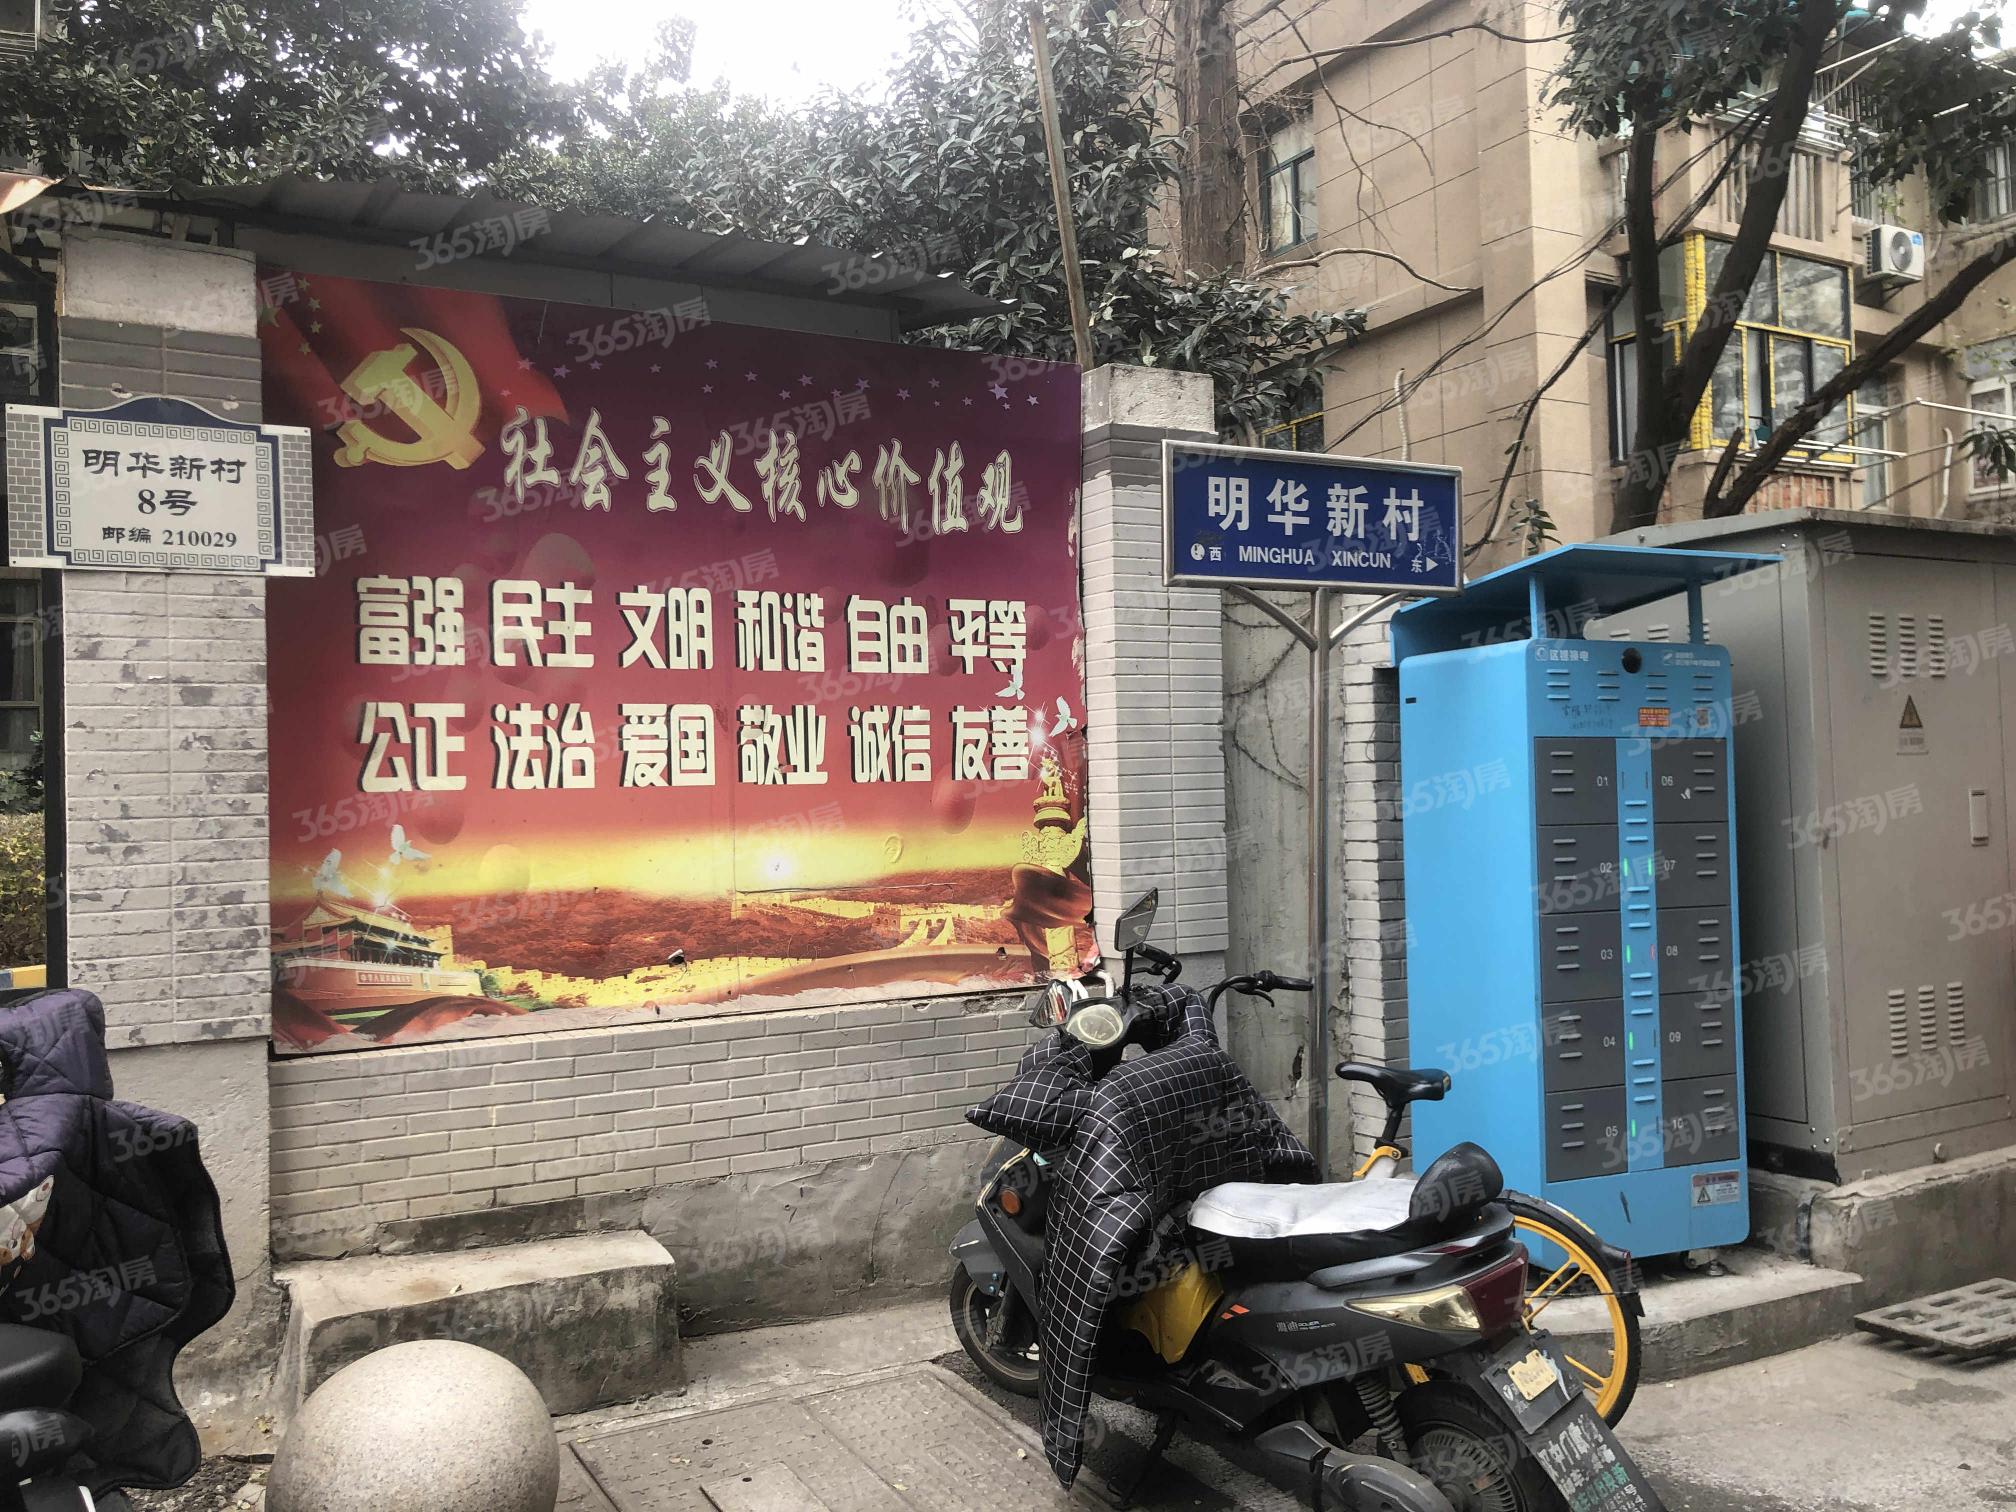 社会主义核心价值观
富强 民主 文明 和谐 自由 平等
公正 法治 爱国 敬业 诚信 友善
明华新村
8号
邮编 210029
明华新村
西 MINGHUA XINCUN 东
01 06
02 07
03 08
04 09
05 10
雅迪
365淘房